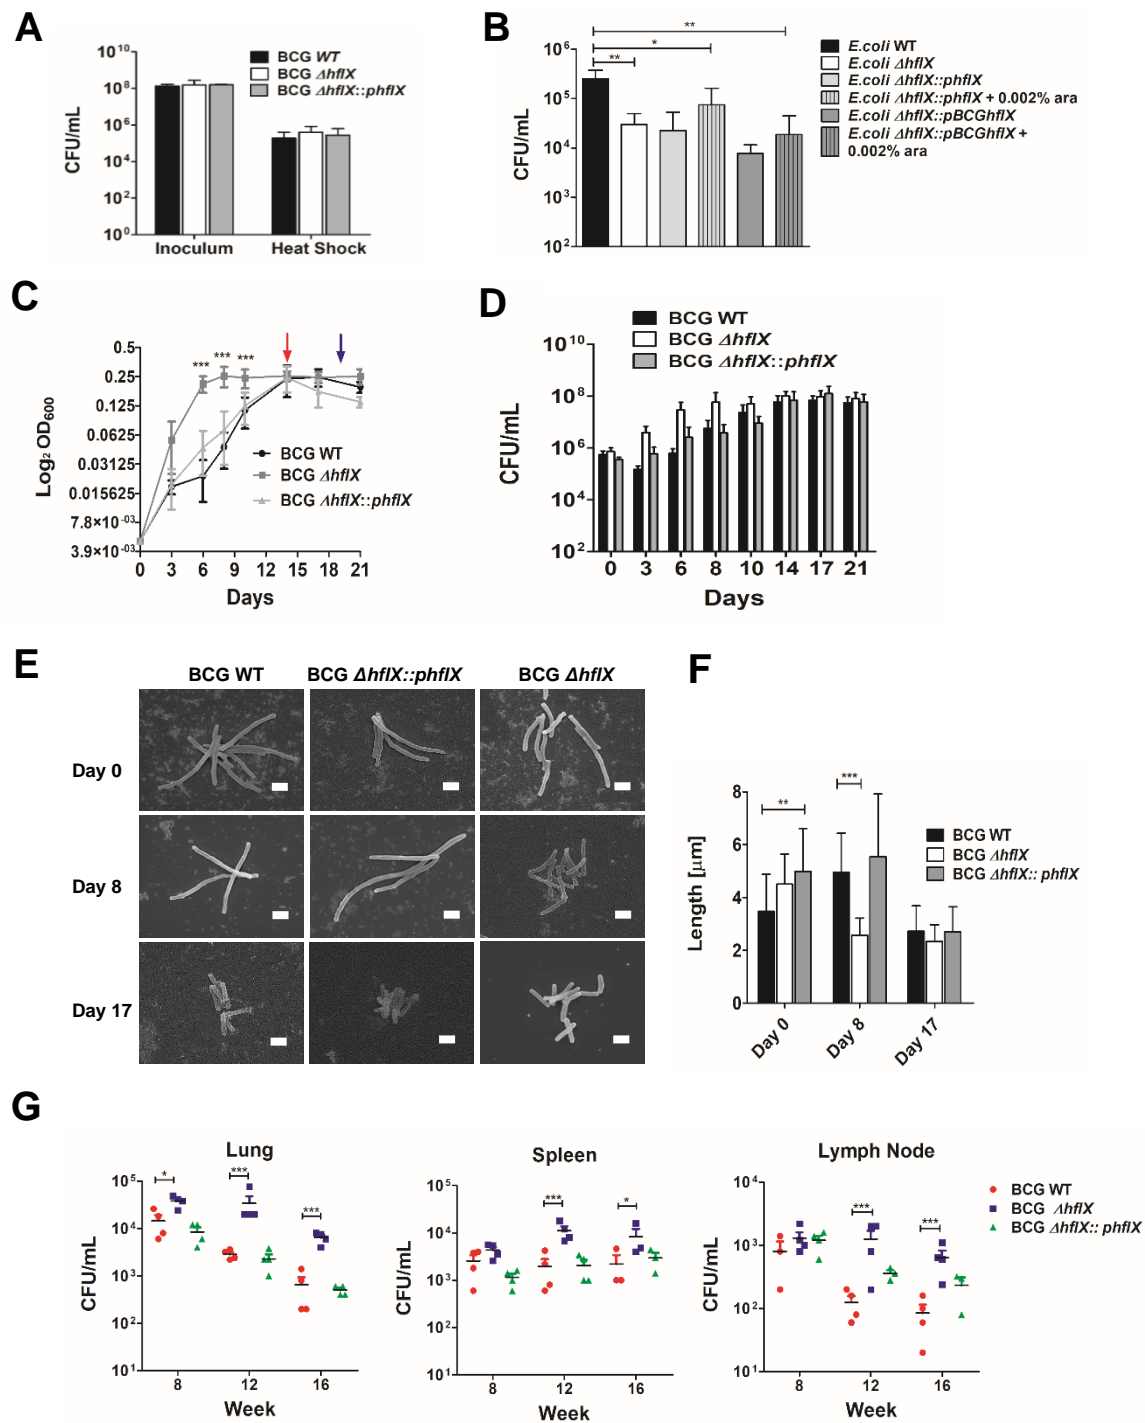 A
BCG WT
BCG ΔhflX
BCG ΔhflX::phflX
CFU/mL
10^10
10^8
10^6
10^4
10^2
10^0
Inoculum Heat Shock
B
**
*
**
E.coli WT
E.coli ΔhflX
E.coli ΔhflX::phflX
E.coli ΔhflX::phflX + 0.002% ara
E.coli ΔhflX::pBCGhflX
E.coli ΔhflX::pBCGhflX +
0.002% ara
CFU/mL
10^6
10^5
10^4
10^3
10^2
C
Log₂ OD₆₀₀
0.5
0.25
0.125
0.0625
0.03125
0.015625
7.8×10^-03
3.9×10^-03
*** *** ***
BCG WT
BCG ΔhflX
BCG ΔhflX::phflX
0 3 6 9 12 15 18 21
Days
D
BCG WT
BCG ΔhflX
BCG ΔhflX::phflX
CFU/mL
10^10
10^8
10^6
10^4
10^2
0 3 6 8 10 14 17 21
Days
E
BCG WT BCG ΔhflX::phflX BCG ΔhflX
Day 0
Day 8
Day 17
F
Length [μm]
8
6
4
2
0
** ***
BCG WT
BCG ΔhflX
BCG ΔhflX:: phflX
Day 0 Day 8 Day 17
G
Lung
CFU/mL
10^5
10^4
10^3
10^2
10^1
* *** ***
8 12 16
Week
Spleen
CFU/mL
10^5
10^4
10^3
10^2
10^1
*** *
8 12 16
Week
Lymph Node
CFU/mL
10^4
10^3
10^2
10^1
*** ***
8 12 16
Week
BCG WT
BCG ΔhflX
BCG ΔhflX:: phflX